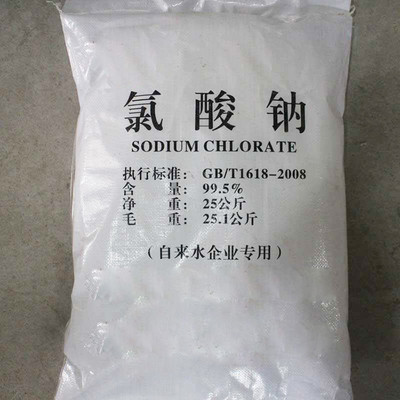 氯酸钠
SODIUM CHLORATE
执行标准: GB/T1618-2008
含 量: 99.5%
净 重: 25公斤
毛 重: 25.1公斤
(自来水企业专用)